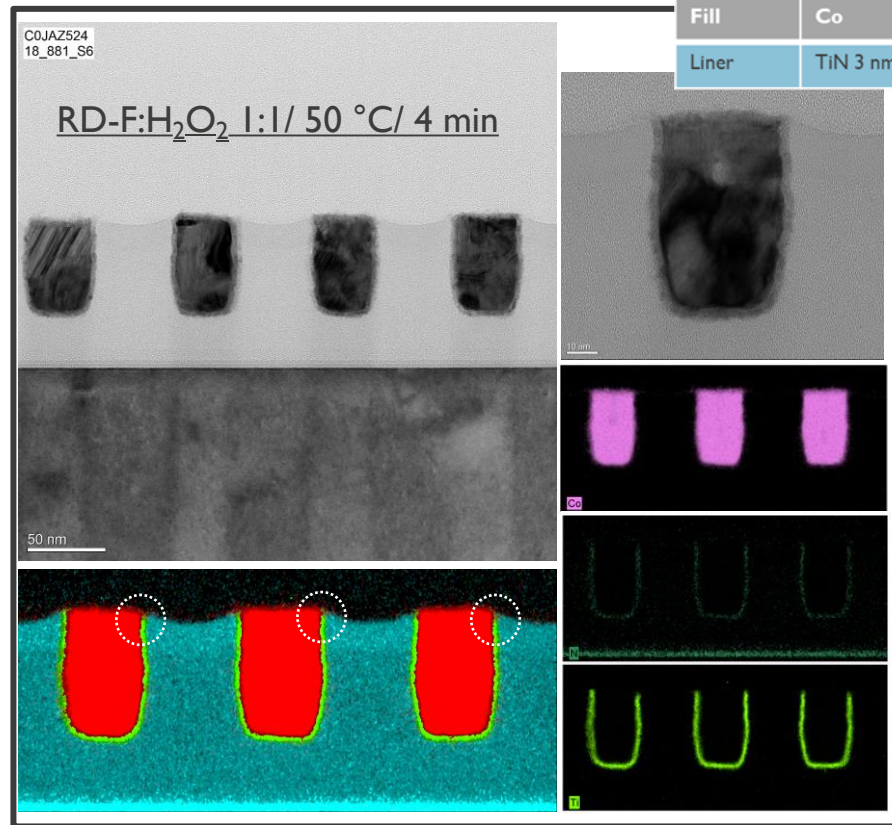 Fill Co
Liner TiN 3 nm
C0JAZ524
18_881_S6
RD-F:H₂O₂ 1:1/ 50 °C/ 4 min
10 nm
50 nm
Co
N
Ti